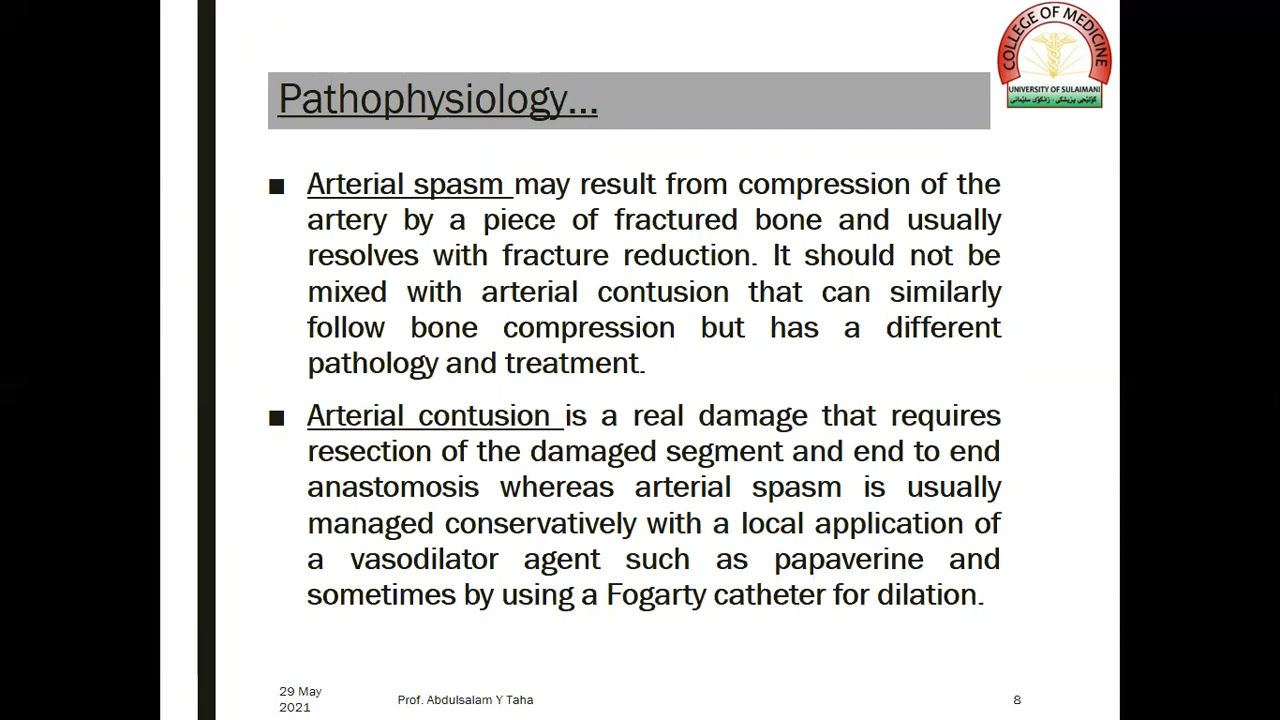 COLLEGE OF MEDICINE
UNIVERSITY OF SULAIMANI
كۆلێجی پزیشکی - زانکۆی سلێمانی
Pathophysiology...
■ Arterial spasm may result from compression of the
artery by a piece of fractured bone and usually
resolves with fracture reduction. It should not be
mixed with arterial contusion that can similarly
follow bone compression but has a different
pathology and treatment.
■ Arterial contusion is a real damage that requires
resection of the damaged segment and end to end
anastomosis whereas arterial spasm is usually
managed conservatively with a local application of
a vasodilator agent such as papaverine and
sometimes by using a Fogarty catheter for dilation.
29 May
2021
Prof. Abdulsalam Y Taha
8